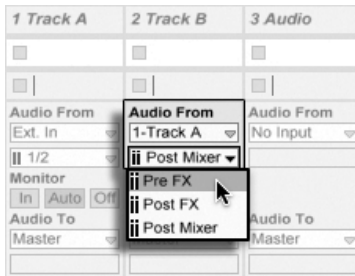 1 Track A 2 Track B 3 Audio
Audio From Audio From Audio From
Ext. In 1-Track A No Input
1/2 Post Mixer
Monitor
In Auto Off
Pre FX
Post FX
Post Mixer
Audio To Audio To
Master Master